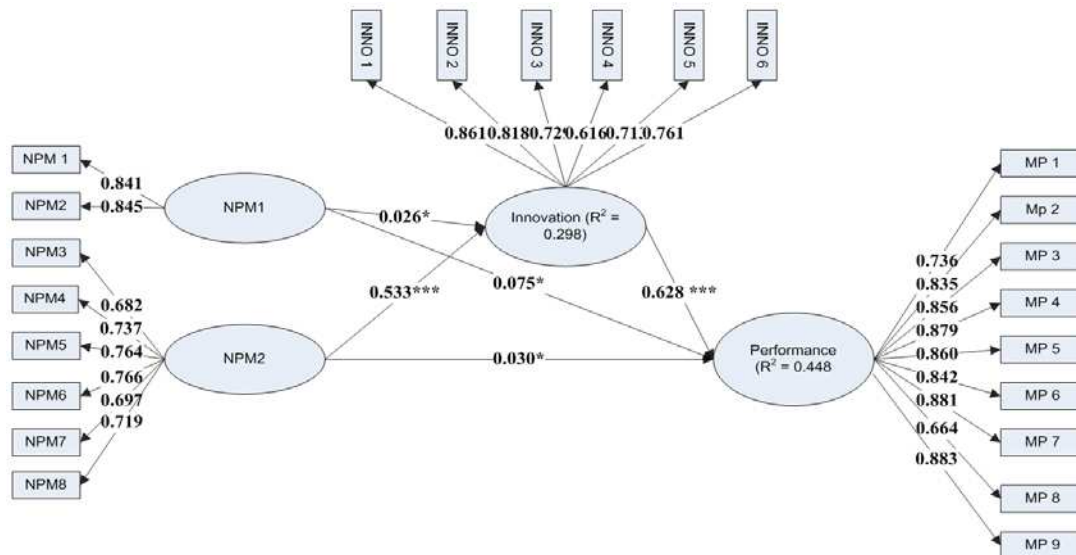 INNO 1
INNO 2
INNO 3
INNO 4
INNO 5
INNO 6
0.861
0.818
0.729
0.616
0.713
0.761
NPM 1
NPM2
NPM3
NPM4
NPM5
NPM6
NPM7
NPM8
0.841
0.845
0.682
0.737
0.764
0.766
0.697
0.719
NPM1
NPM2
0.026*
0.533***
0.075*
0.030*
0.628 ***
Innovation (R² =
0.298)
Performance
(R² = 0.448
0.736
0.835
0.856
0.879
0.860
0.842
0.881
0.664
0.883
MP 1
Mp 2
MP 3
MP 4
MP 5
MP 6
MP 7
MP 8
MP 9